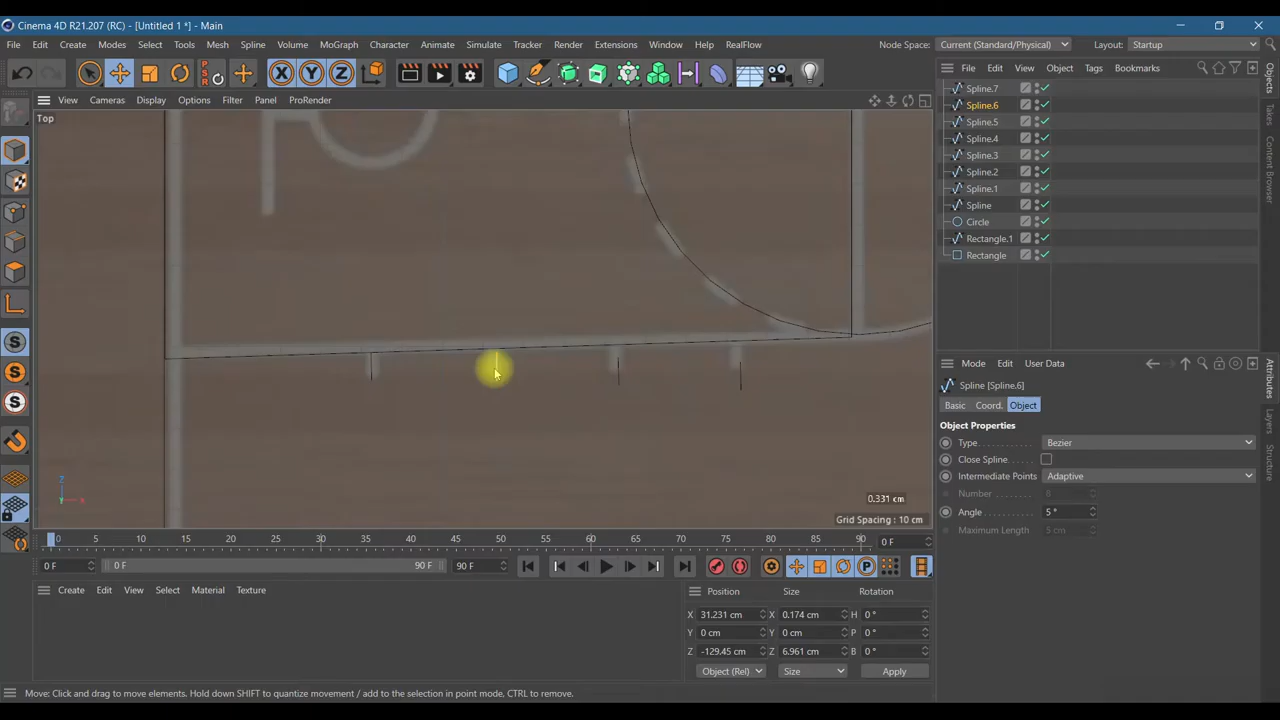 Cinema 4D R21.207 (RC) - [Untitled 1 *] - Main
File Edit Create Modes Select Tools Mesh Spline Volume MoGraph Character Animate Simulate Tracker Render Extensions Window Help RealFlow Node Space: Current (Standard/Physical) Layout: Startup
PSR X Y Z
File Edit View Object Tags Bookmarks
View Cameras Display Options Filter Panel ProRender
Top
Spline.7
Spline.6
Spline.5
Spline.4
Spline.3
Spline.2
Spline.1
Spline
Circle
Rectangle.1
Rectangle
Objects
Takes
Content Browser
Mode Edit User Data
Spline [Spline.6]
Basic Coord. Object
Object Properties
Type Bezier
Close Spline
Intermediate Points Adaptive
Number 8
Angle 5 °
Maximum Length 5 cm
Attributes
Layers
Structure
Z
Y X
0.331 cm
Grid Spacing : 10 cm
0 5 10 15 20 25 30 35 40 45 50 55 60 65 70 75 80 85 90 0 F
0 F 0 F 90 F 90 F
Create Edit View Select Material Texture
Position Size Rotation
X 31.231 cm X 0.174 cm H 0 °
Y 0 cm Y 0 cm P 0 °
Z -129.45 cm Z 6.961 cm B 0 °
Object (Rel) Size Apply
Move: Click and drag to move elements. Hold down SHIFT to quantize movement / add to the selection in point mode, CTRL to remove.